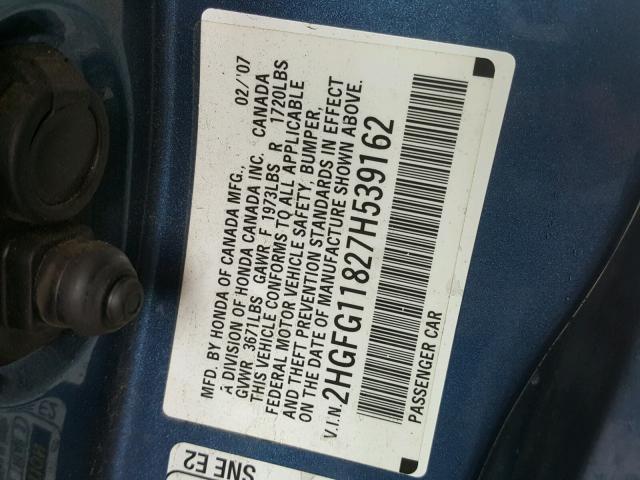 MFD. BY HONDA OF CANADA MFG., 02/'07
A DIVISION OF HONDA CANADA INC. CANADA
GVWR 3671LBS GAWR F 1973LBS R 1720LBS
THIS VEHICLE CONFORMS TO ALL APPLICABLE
FEDERAL MOTOR VEHICLE SAFETY, BUMPER,
AND THEFT PREVENTION STANDARDS IN EFFECT
ON THE DATE OF MANUFACTURE SHOWN ABOVE.
V.I.N. 2HGFG11827H539162
PASSENGER CAR
SNE E2